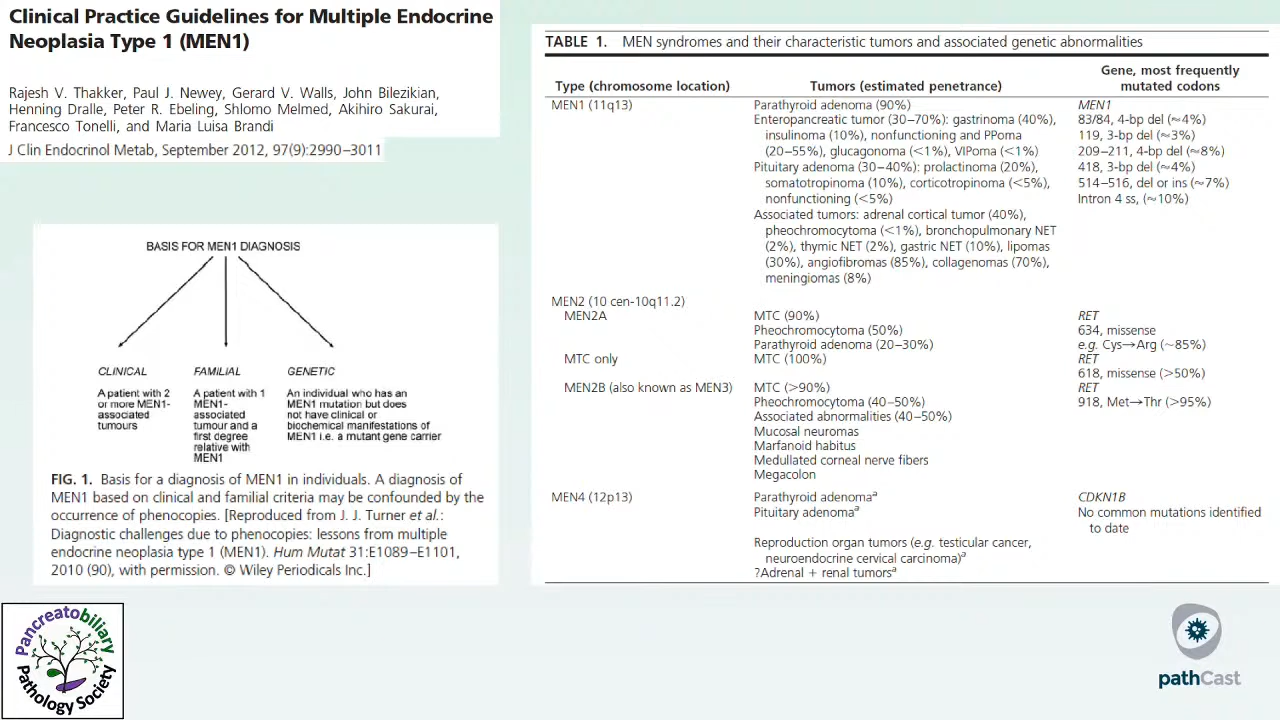 Clinical Practice Guidelines for Multiple Endocrine
Neoplasia Type 1 (MEN1)
Rajesh V. Thakker, Paul J. Newey, Gerard V. Walls, John Bilezikian,
Henning Dralle, Peter R. Ebeling, Shlomo Melmed, Akihiro Sakurai,
Francesco Tonelli, and Maria Luisa Brandi
J Clin Endocrinol Metab, September 2012, 97(9):2990–3011
BASIS FOR MEN1 DIAGNOSIS
CLINICAL
A patient with 2
or more MEN1-
associated
tumours
FAMILIAL
A patient with 1
MEN1-
associated
tumour and a
first degree
relative with
MEN1
GENETIC
An individual who has an
MEN1 mutation but does
not have clinical or
biochemical manifestations of
MEN1 i.e. a mutant gene carrier
FIG. 1. Basis for a diagnosis of MEN1 in individuals. A diagnosis of
MEN1 based on clinical and familial criteria may be confounded by the
occurrence of phenocopies. [Reproduced from J. J. Turner et al.:
Diagnostic challenges due to phenocopies: lessons from multiple
endocrine neoplasia type 1 (MEN1). Hum Mutat 31:E1089–E1101,
2010 (90), with permission. © Wiley Periodicals Inc.]
TABLE 1. MEN syndromes and their characteristic tumors and associated genetic abnormalities
Type (chromosome location) Tumors (estimated penetrance) Gene, most frequently
mutated codons
MEN1 (11q13) Parathyroid adenoma (90%) MEN1
Enteropancreatic tumor (30–70%): gastrinoma (40%), 83/84, 4-bp del (≈4%)
insulinoma (10%), nonfunctioning and PPoma 119, 3-bp del (≈3%)
(20–55%), glucagonoma (<1%), VIPoma (<1%) 209–211, 4-bp del (≈8%)
Pituitary adenoma (30–40%): prolactinoma (20%), 418, 3-bp del (≈4%)
somatotropinoma (10%), corticotropinoma (<5%), 514–516, del or ins (≈7%)
nonfunctioning (<5%) Intron 4 ss, (≈10%)
Associated tumors: adrenal cortical tumor (40%),
pheochromocytoma (<1%), bronchopulmonary NET
(2%), thymic NET (2%), gastric NET (10%), lipomas
(30%), angiofibromas (85%), collagenomas (70%),
meningiomas (8%)
MEN2 (10 cen-10q11.2)
MEN2A MTC (90%) RET
Pheochromocytoma (50%) 634, missense
Parathyroid adenoma (20–30%) e.g. Cys→Arg (~85%)
MTC only MTC (100%) RET
618, missense (>50%)
MEN2B (also known as MEN3) MTC (>90%) RET
Pheochromocytoma (40–50%) 918, Met→Thr (>95%)
Associated abnormalities (40–50%)
Mucosal neuromas
Marfanoid habitus
Medullated corneal nerve fibers
Megacolon
MEN4 (12p13) Parathyroid adenomaᵃ CDKN1B
Pituitary adenomaᵃ No common mutations identified
to date
Reproduction organ tumors (e.g. testicular cancer,
neuroendocrine cervical carcinoma)ᵃ
?Adrenal + renal tumorsᵃ
Pancreatobiliary
Pathology Society
pathCast